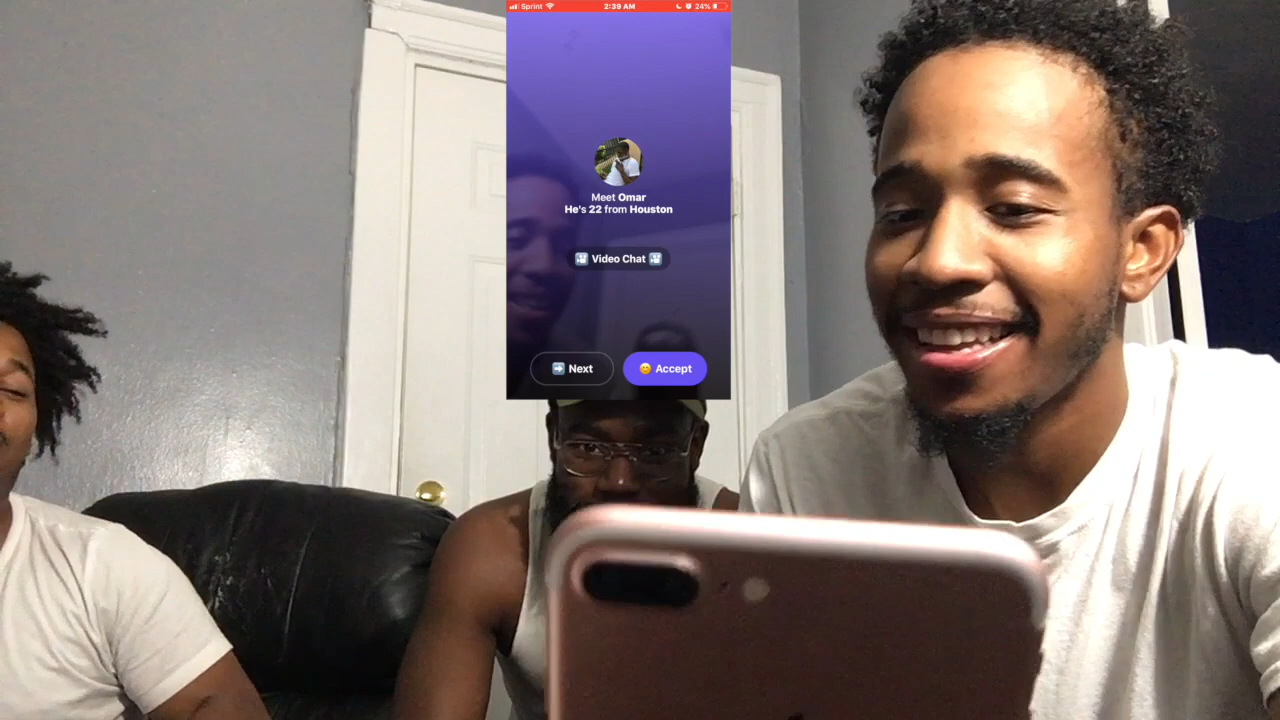 Sprint 2:39 AM 24%
Meet Omar
He's 22 from Houston
Video Chat
Next Accept